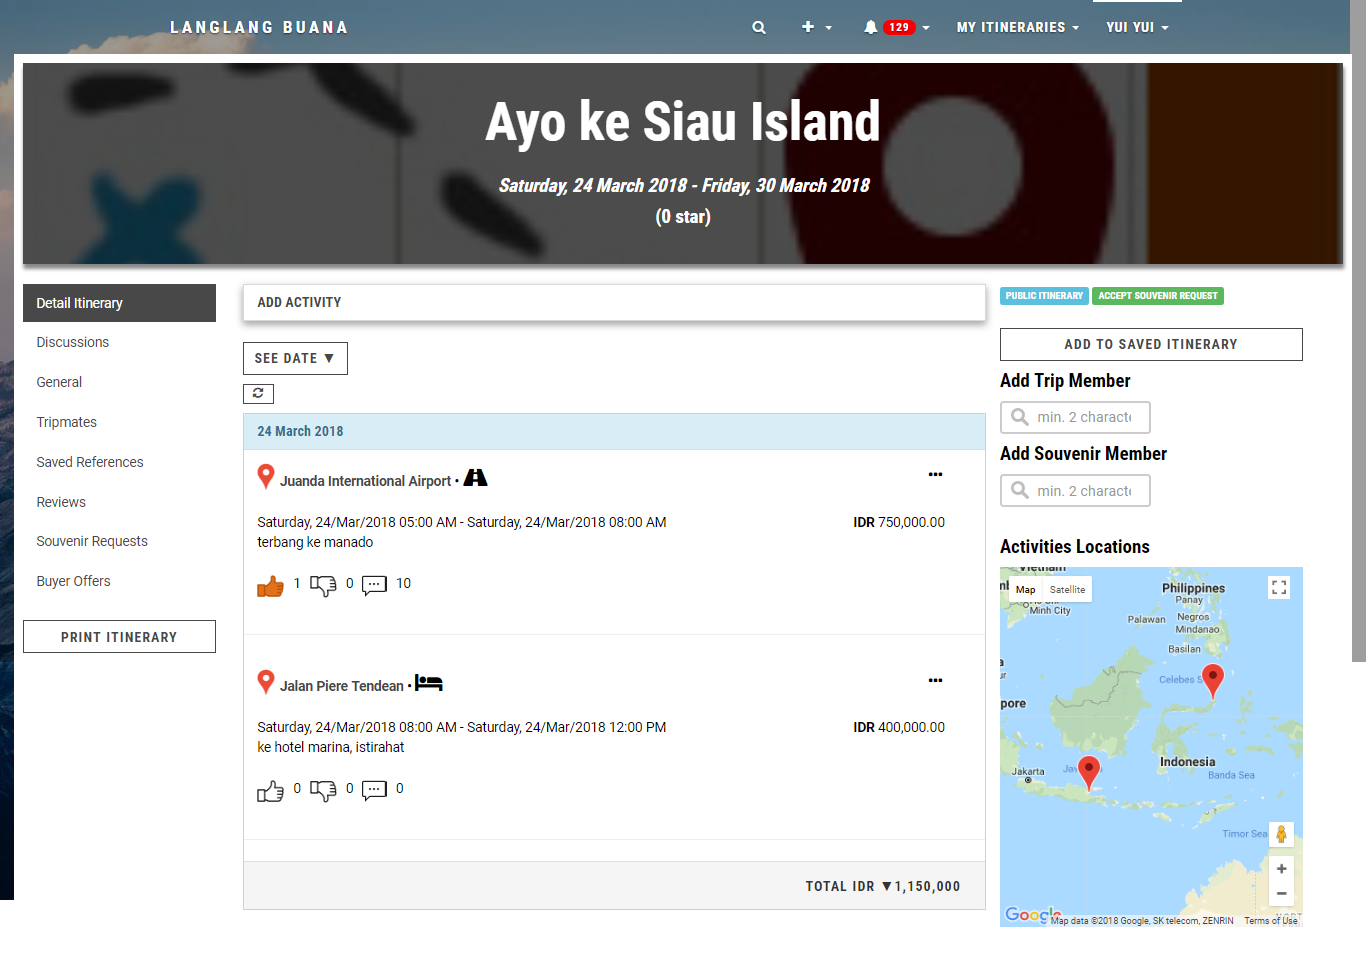 LANGLANG BUANA
129
MY ITINERARIES
YUI YUI
Ayo ke Siau Island
Saturday, 24 March 2018 - Friday, 30 March 2018
(0 star)
Detail Itinerary
Discussions
General
Tripmates
Saved References
Reviews
Souvenir Requests
Buyer Offers
PRINT ITINERARY
ADD ACTIVITY
SEE DATE ▼
24 March 2018
Juanda International Airport •
Saturday, 24/Mar/2018 05:00 AM - Saturday, 24/Mar/2018 08:00 AM
IDR 750,000.00
terbang ke manado
1 0 10
Jalan Piere Tendean •
Saturday, 24/Mar/2018 08:00 AM - Saturday, 24/Mar/2018 12:00 PM
IDR 400,000.00
ke hotel marina, istirahat
0 0 0
TOTAL IDR ▼1,150,000
PUBLIC ITINERARY
ACCEPT SOUVENIR REQUEST
ADD TO SAVED ITINERARY
Add Trip Member
min. 2 characte
Add Souvenir Member
min. 2 characte
Activities Locations
Vietnam
Map
Satellite
Minh City
Philippines
Panay
Palawan
Negros
Mindanao
Basilan
Celebes S
pore
Indonesia
Jakarta
Banda Sea
Timor Sea
Google
Map data ©2018 Google, SK telecom, ZENRIN
Terms of Use